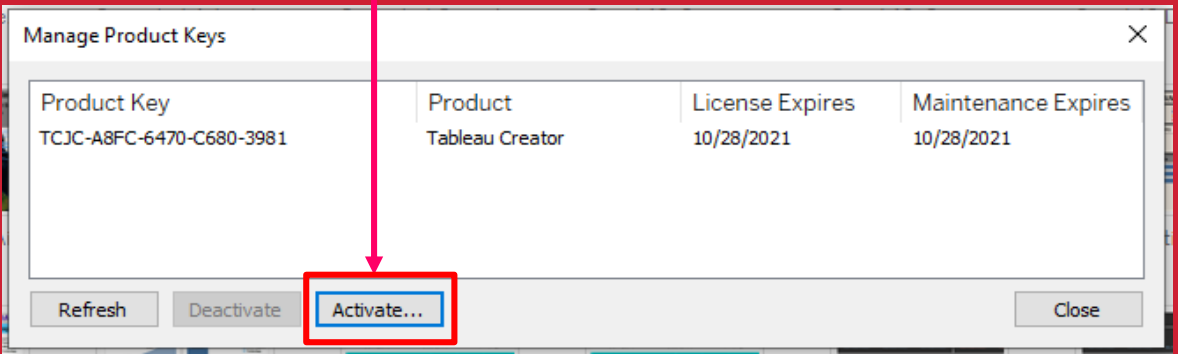 Manage Product Keys
Product Key Product License Expires Maintenance Expires
TCJC-A8FC-6470-C680-3981 Tableau Creator 10/28/2021 10/28/2021
Refresh Deactivate Activate... Close